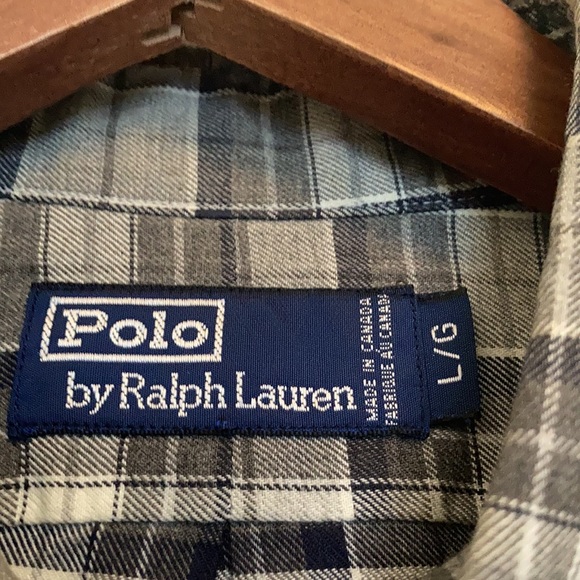 Polo
by Ralph Lauren
MADE IN CANADA
FABRIQUÉ AU CANADA
L/G